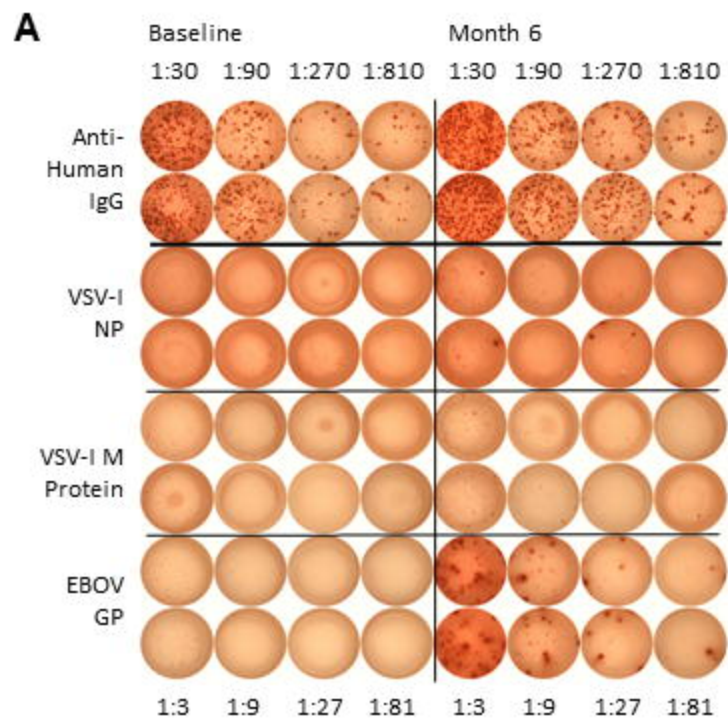 A
Baseline Month 6
1:30 1:90 1:270 1:810 1:30 1:90 1:270 1:810
Anti-
Human
IgG
VSV-I
NP
VSV-I M
Protein
EBOV
GP
1:3 1:9 1:27 1:81 1:3 1:9 1:27 1:81